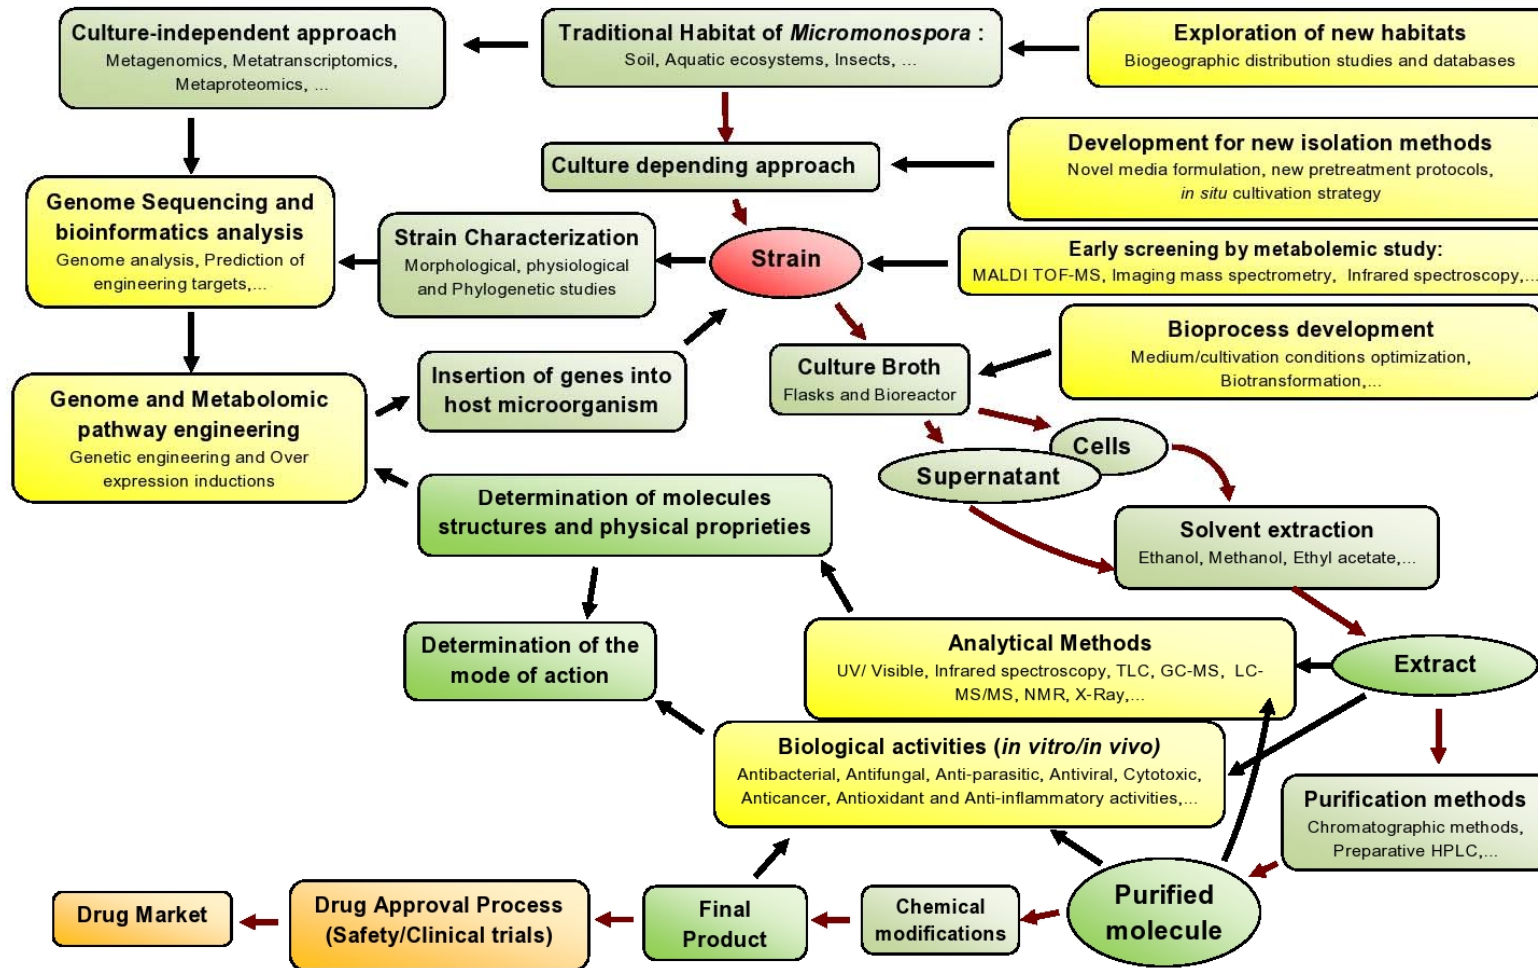 Culture-independent approach
Metagenomics, Metatranscriptomics,
Metaproteomics, ...
Traditional Habitat of Micromonospora :
Soil, Aquatic ecosystems, Insects, ...
Exploration of new habitats
Biogeographic distribution studies and databases
Culture depending approach
Development for new isolation methods
Novel media formulation, new pretreatment protocols,
in situ cultivation strategy
Genome Sequencing and
bioinformatics analysis
Genome analysis, Prediction of
engineering targets,...
Strain Characterization
Morphological, physiological
and Phylogenetic studies
Strain
Early screening by metabolemic study:
MALDI TOF-MS, Imaging mass spectrometry, Infrared spectroscopy,...
Bioprocess development
Medium/cultivation conditions optimization,
Biotransformation,...
Culture Broth
Flasks and Bioreactor
Insertion of genes into
host microorganism
Genome and Metabolomic
pathway engineering
Genetic engineering and Over
expression inductions
Cells
Supernatant
Determination of molecules
structures and physical proprieties
Solvent extraction
Ethanol, Methanol, Ethyl acetate,...
Determination of the
mode of action
Analytical Methods
UV/ Visible, Infrared spectroscopy, TLC, GC-MS, LC-
MS/MS, NMR, X-Ray,...
Extract
Biological activities (in vitro/in vivo)
Antibacterial, Antifungal, Anti-parasitic, Antiviral, Cytotoxic,
Anticancer, Antioxidant and Anti-inflammatory activities,...
Purification methods
Chromatographic methods,
Preparative HPLC,...
Drug Market
Drug Approval Process
(Safety/Clinical trials)
Final
Product
Chemical
modifications
Purified
molecule